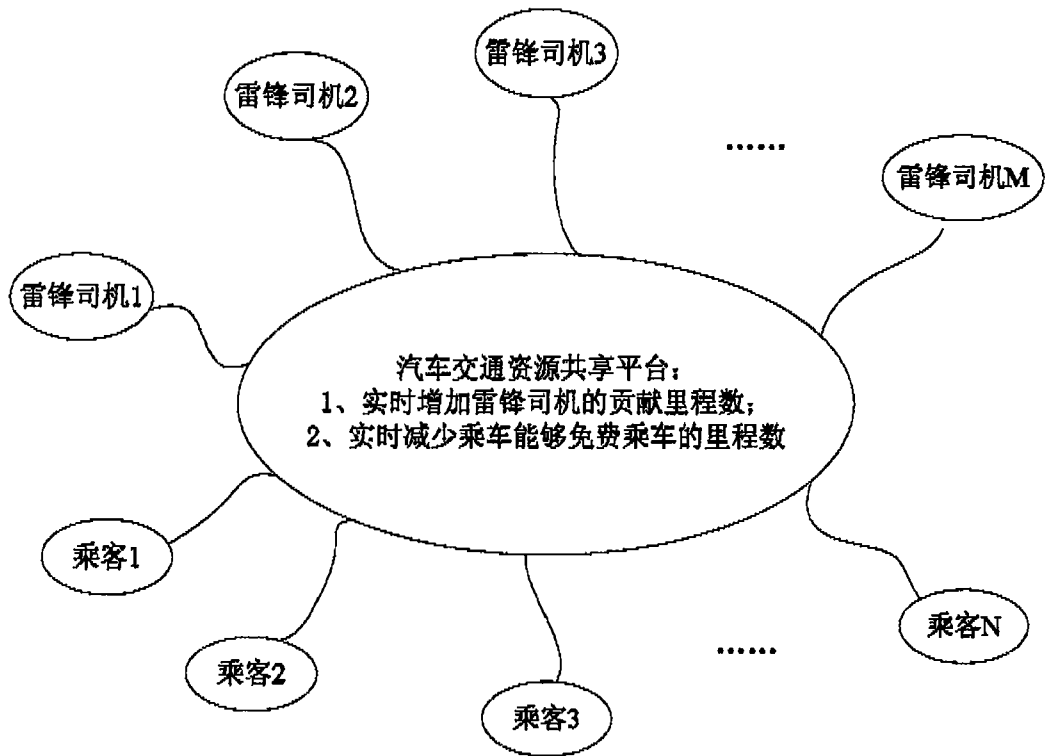 雷锋司机3
雷锋司机2
……
雷锋司机M
雷锋司机1
汽车交通资源共享平台：
1、实时增加雷锋司机的贡献里程数；
2、实时减少乘车能够免费乘车的里程数
乘客1
乘客N
乘客2
……
乘客3